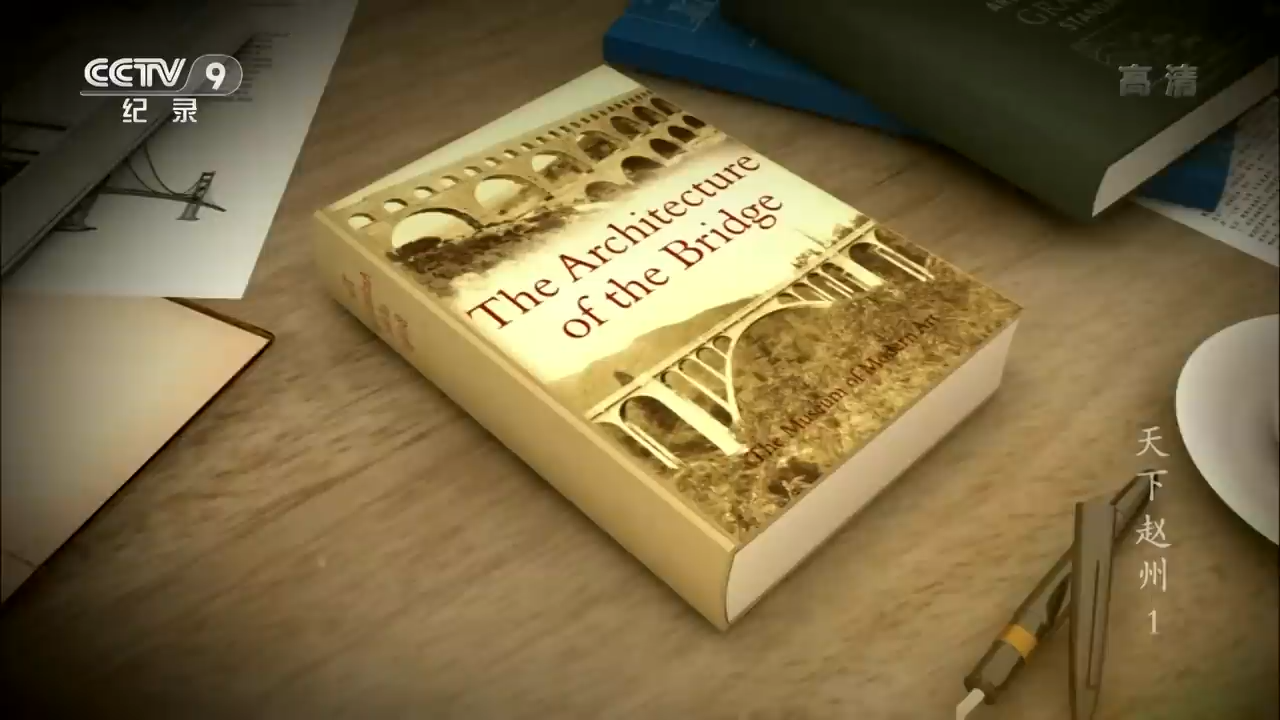 CCTV 9
纪录
高清
The Architecture
of the Bridge
The Museum of Modern Art
天下赵州 1